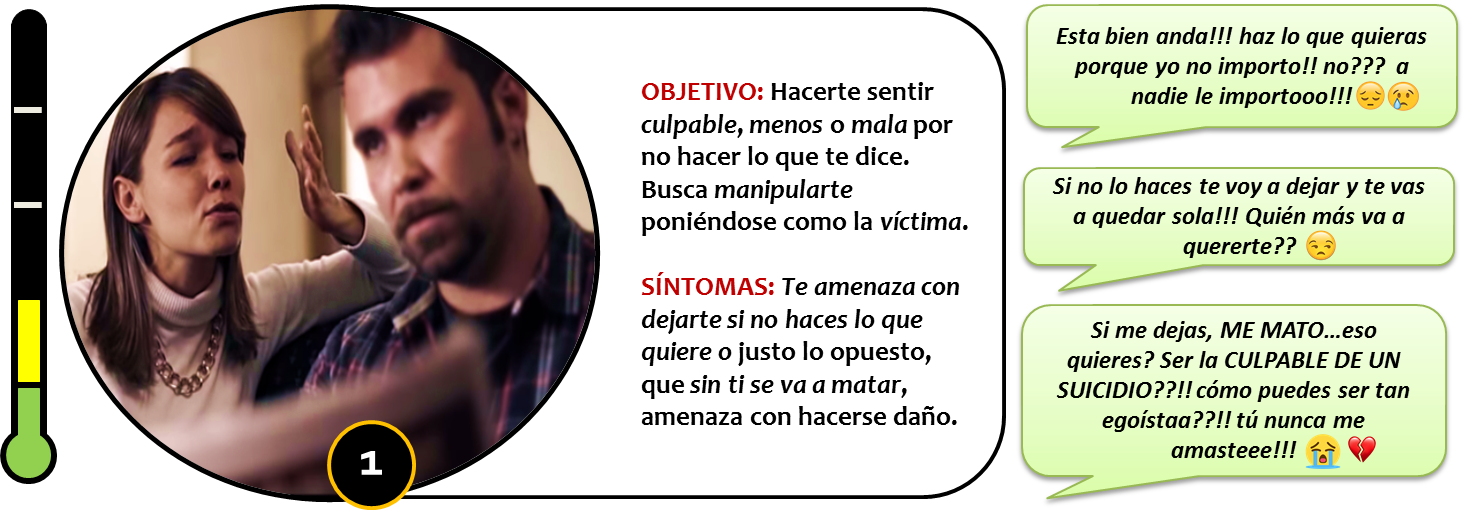 OBJETIVO: Hacerte sentir
culpable, menos o mala por
no hacer lo que te dice.
Busca manipularte
poniéndose como la víctima.
SÍNTOMAS: Te amenaza con
dejarte si no haces lo que
quiere o justo lo opuesto,
que sin ti se va a matar,
amenaza con hacerse daño.
1
Esta bien anda!!! haz lo que quieras
porque yo no importo!! no??? a
nadie le importooo!!!😔😢
Si no lo haces te voy a dejar y te vas
a quedar sola!!! Quién más va a
quererte?? 😒
Si me dejas, ME MATO...eso
quieres? Ser la CULPABLE DE UN
SUICIDIO??!! cómo puedes ser tan
egoístaa??!! tú nunca me
amasteee!!! 😭 💔